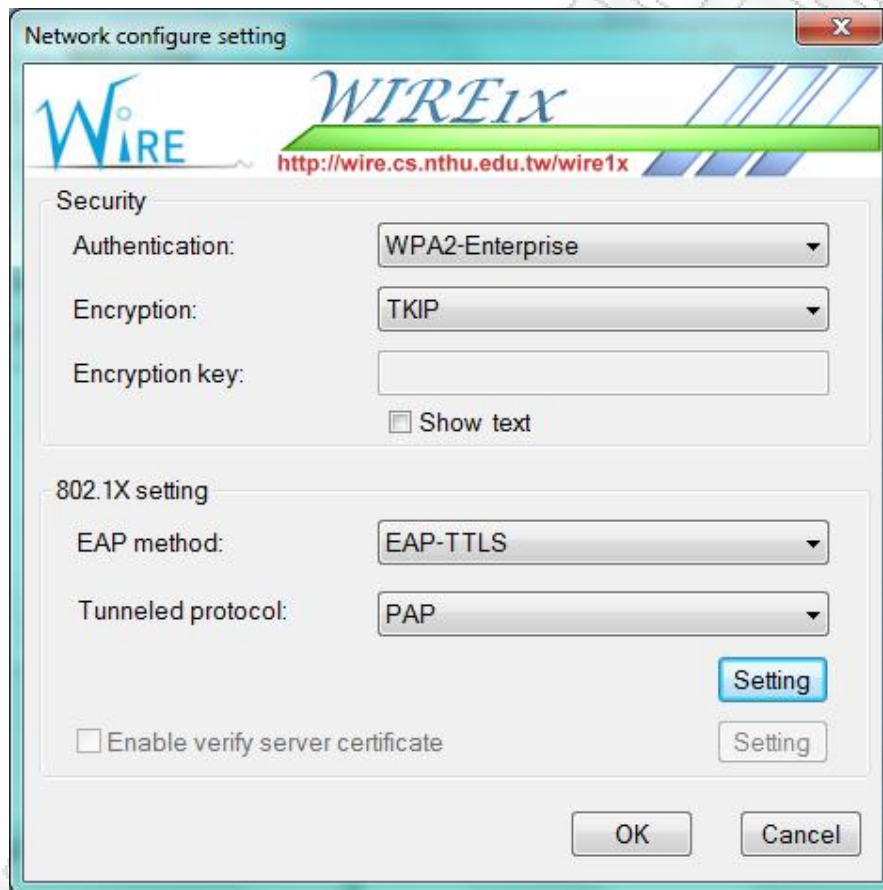 Network configure setting
WIRE
WIRE1X
http://wire.cs.nthu.edu.tw/wire1x
Security
Authentication: WPA2-Enterprise
Encryption: TKIP
Encryption key:
Show text
802.1X setting
EAP method: EAP-TTLS
Tunneled protocol: PAP
Setting
Enable verify server certificate Setting
OK Cancel